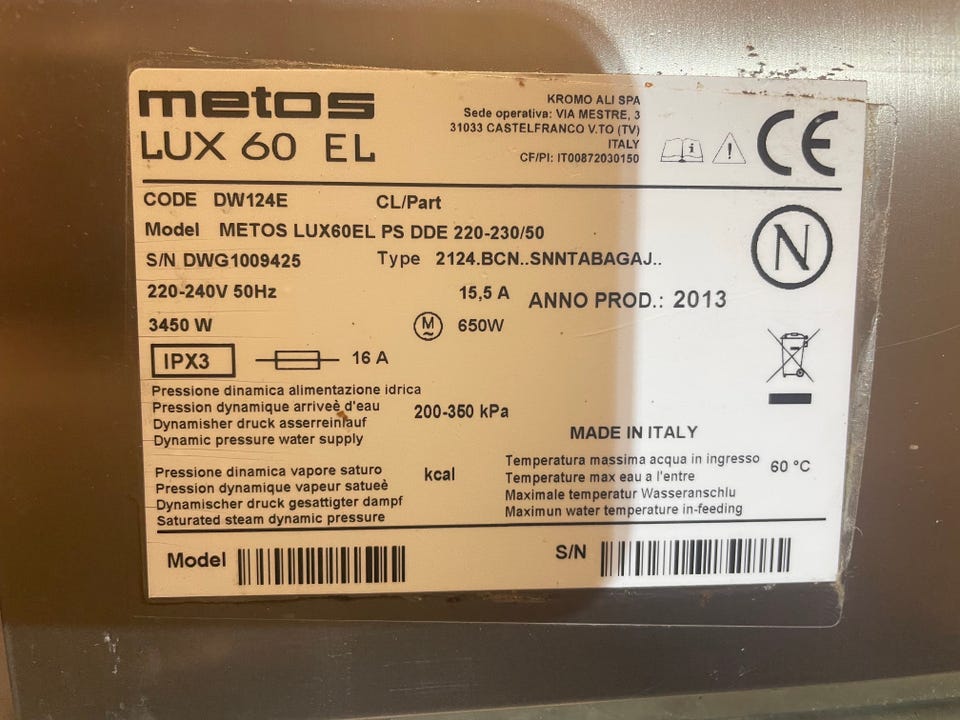 metos
LUX 60 EL
KROMO ALI SPA
Sede operativa: VIA MESTRE, 3
31033 CASTELFRANCO V.TO (TV)
ITALY
CF/PI: IT00872030150
CE
CODE DW124E CL/Part
Model METOS LUX60EL PS DDE 220-230/50
S/N DWG1009425 Type 2124.BCN..SNNTABAGAJ..
N
220-240V 50Hz 15,5 A ANNO PROD.: 2013
3450 W M~ 650W
IPX3 16 A
Pressione dinamica alimentazione idrica
Pression dynamique arriveè d'eau
Dynamisher druck asserreinlauf
Dynamic pressure water supply
200-350 kPa
MADE IN ITALY
Pressione dinamica vapore saturo
Pression dynamique vapeur satueè
Dynamischer druck gesattigter dampf
Saturated steam dynamic pressure
kcal
Temperatura massima acqua in ingresso
Temperature max eau a l'entre
Maximale temperatur Wasseranschlu
Maximun water temperature in-feeding
60 °C
Model S/N